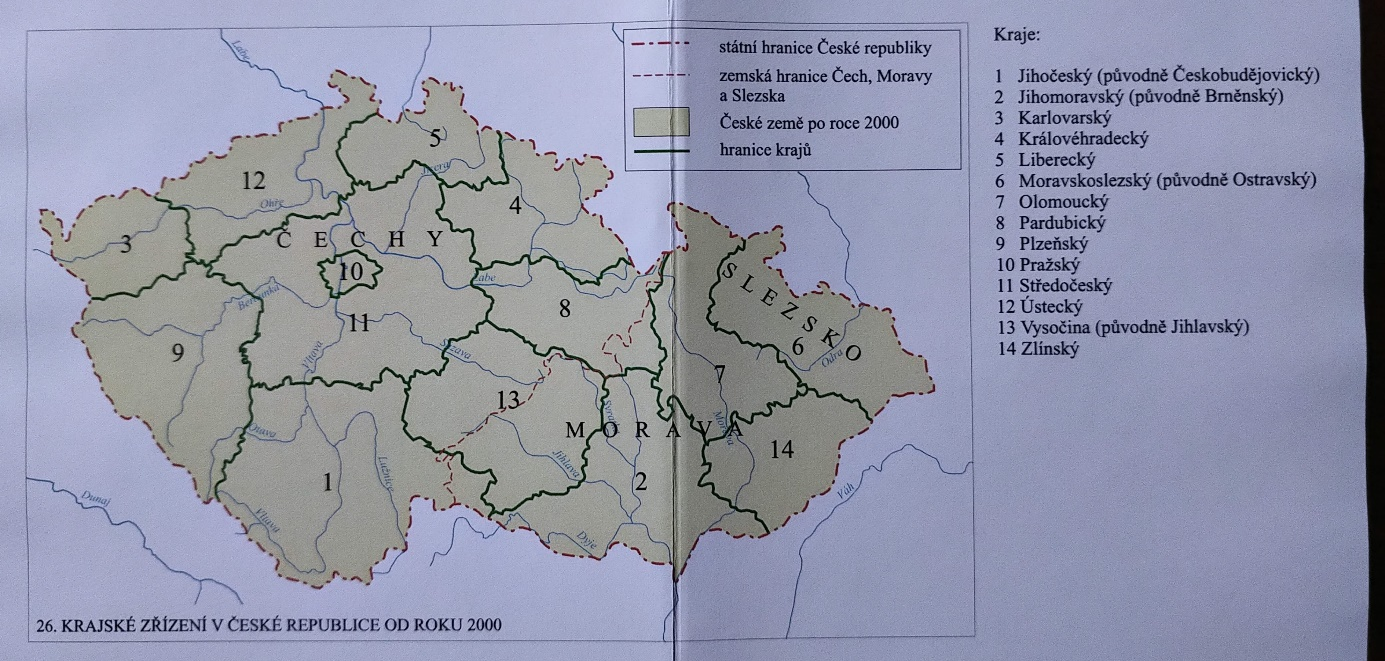 státní hranice České republiky
zemská hranice Čech, Moravy
a Slezska
České země po roce 2000
hranice krajů
Kraje:
1 Jihočeský (původně Českobudějovický)
2 Jihomoravský (původně Brněnský)
3 Karlovarský
4 Královéhradecký
5 Liberecký
6 Moravskoslezský (původně Ostravský)
7 Olomoucký
8 Pardubický
9 Plzeňský
10 Pražský
11 Středočeský
12 Ústecký
13 Vysočina (původně Jihlavský)
14 Zlínský
Labe
5
Jizera
12
Ohře
4
3
ČECHY
10
Labe
SLEZSKO
Berounka
8
11
6
Odra
9
Vltava
Sázava
7
13
Svratka
MORAVA
Morava
Otava
14
Lužnice
Jihlava
1
2
Dunaj
Váh
Vltava
Dyje
26. KRAJSKÉ ZŘÍZENÍ V ČESKÉ REPUBLICE OD ROKU 2000